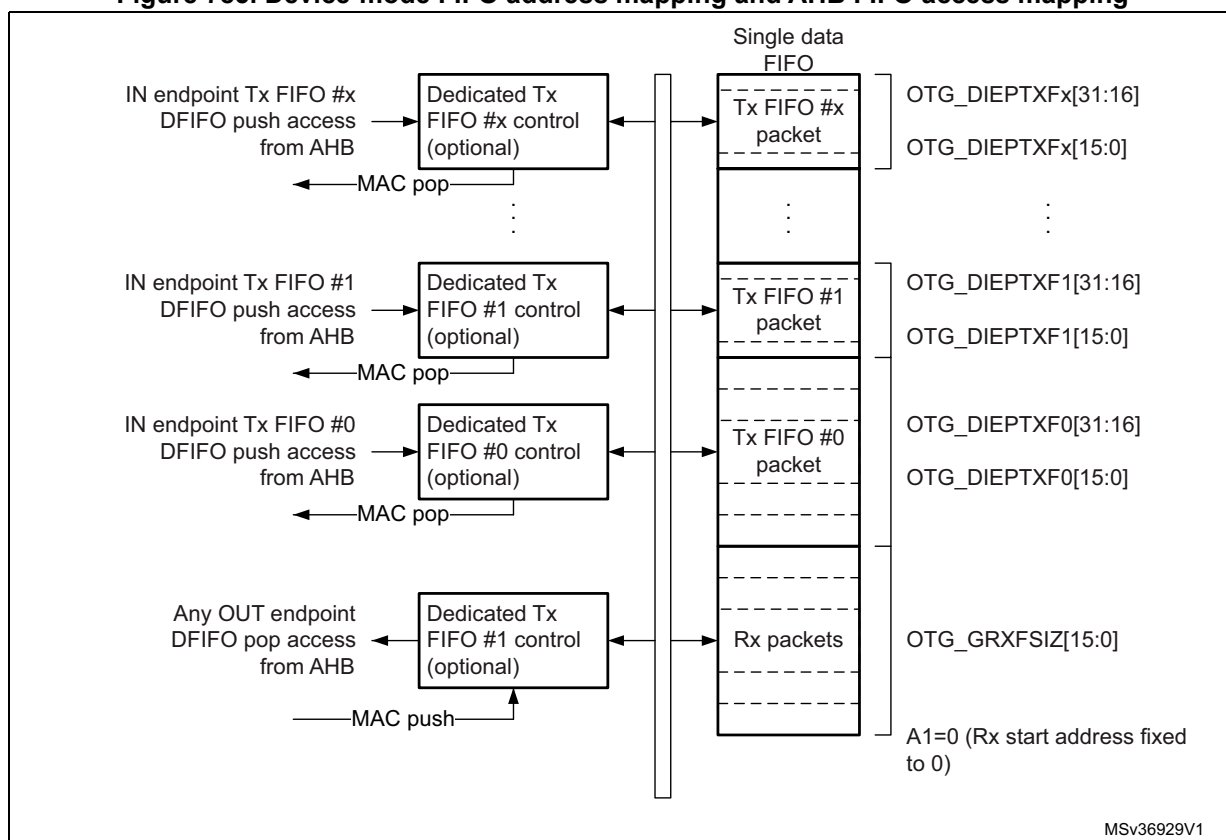 Figure 755. Device-mode FIFO address mapping and AHB FIFO access mapping
Single data
FIFO
IN endpoint Tx FIFO #x
DFIFO push access
from AHB
Dedicated Tx
FIFO #x control
(optional)
MAC pop
Tx FIFO #x
packet
OTG_DIEPTXFx[31:16]
OTG_DIEPTXFx[15:0]
IN endpoint Tx FIFO #1
DFIFO push access
from AHB
Dedicated Tx
FIFO #1 control
(optional)
MAC pop
Tx FIFO #1
packet
OTG_DIEPTXF1[31:16]
OTG_DIEPTXF1[15:0]
IN endpoint Tx FIFO #0
DFIFO push access
from AHB
Dedicated Tx
FIFO #0 control
(optional)
MAC pop
Tx FIFO #0
packet
OTG_DIEPTXF0[31:16]
OTG_DIEPTXF0[15:0]
Any OUT endpoint
DFIFO pop access
from AHB
Dedicated Tx
FIFO #1 control
(optional)
MAC push
Rx packets
OTG_GRXFSIZ[15:0]
A1=0 (Rx start address fixed
to 0)
MSv36929V1